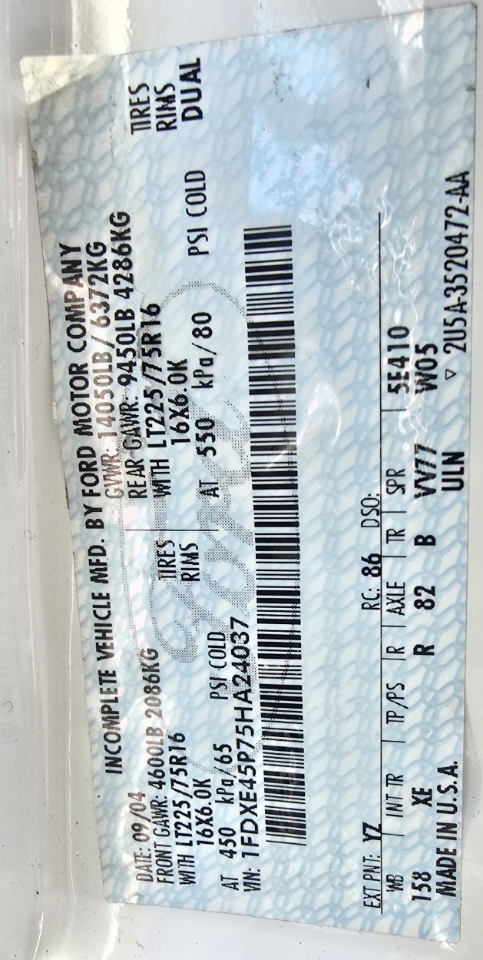 INCOMPLETE VEHICLE MFD. BY FORD MOTOR COMPANY
DATE: 09/04 GVWR: 14050LB / 6372KG
FRONT GAWR: 4600LB 2086KG REAR GAWR: 9450LB 4286KG
WITH LT225/75R16 TIRES WITH LT225/75R16 TIRES
16X6.0K RIMS 16X6.0K RIMS
AT 450 kPa/65 PSI COLD AT 550 kPa/80 PSI COLD DUAL
VIN: 1FDXE45P75HA24037
Ford
EXT PNT: YZ RC: 86 DSO:
WB INT TR TP/PS R AXLE TR SPR 5E410
158 XE R 82 B VV77 W05
MADE IN U.S.A. ULN ▽ 2U5A-3520472-AA